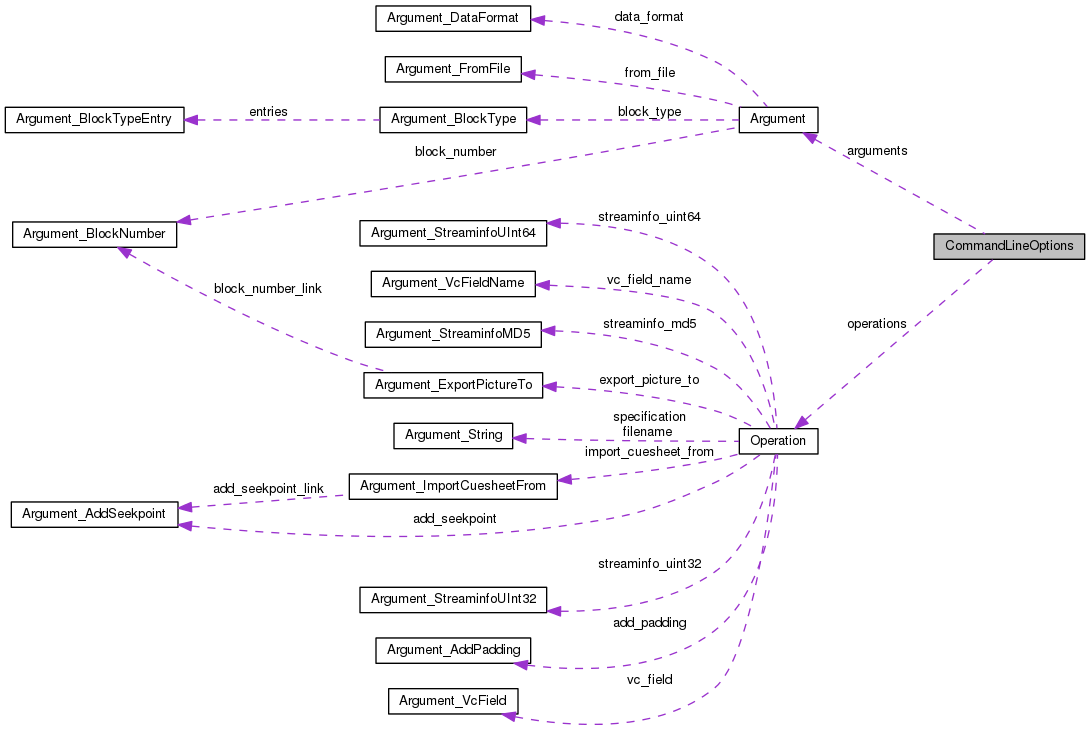 Argument_DataFormat
data_format
Argument_FromFile
from_file
Argument_BlockTypeEntry
entries
Argument_BlockType
block_type
Argument
block_number
arguments
Argument_BlockNumber
Argument_StreaminfoUInt64
streaminfo_uint64
CommandLineOptions
Argument_VcFieldName
vc_field_name
block_number_link
Argument_StreaminfoMD5
streaminfo_md5
operations
Argument_ExportPictureTo
export_picture_to
Argument_String
specification
filename
Operation
import_cuesheet_from
Argument_ImportCuesheetFrom
add_seekpoint_link
Argument_AddSeekpoint
add_seekpoint
streaminfo_uint32
Argument_StreaminfoUInt32
add_padding
Argument_AddPadding
vc_field
Argument_VcField